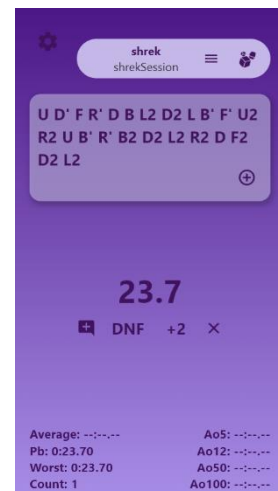 shrek
shrekSession
U D' F R' D B L2 D2 L B' F' U2
R2 U B' R' B2 D2 L2 R2 D F2
D2 L2
23.7
DNF +2
Average: --:--.-- Ao5: --:--.--
Pb: 0:23.70 Ao12: --:--.--
Worst: 0:23.70 Ao50: --:--.--
Count: 1 Ao100: --:--.--